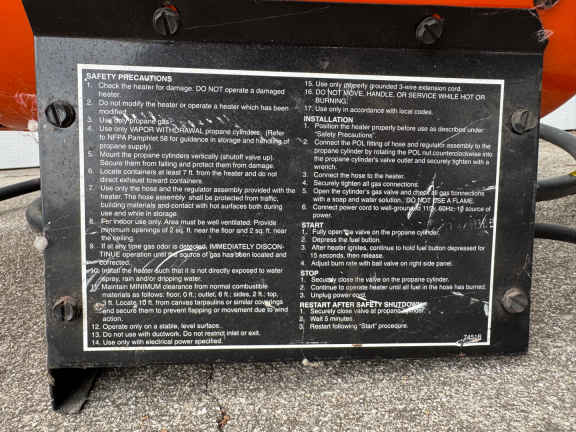 SAFETY PRECAUTIONS
1. Check the heater for damage. DO NOT operate a damaged
heater.
2. Do not modify the heater or operate a heater which has been
modified.
3. Use only propane gas.
4. Use only VAPOR WITHDRAWAL propane cylinders. (Refer
to NFPA Pamphlet 58 for guidance in storage and handling of
propane supply).
5. Mount the propane cylinders vertically (shutoff valve up).
Secure them from falling and protect from damage.
6. Locate containers at least 7 ft. from the heater and do not
direct exhaust toward containers.
7. Use only the hose and the regulator assembly provided with the
heater. The hose assembly shall be protected from traffic,
building materials and contact with hot surfaces both during
use and while in storage.
8. For indoor use only. Area must be well ventilated. Provide
minimum openings of 2 sq. ft. near the floor and 2 sq. ft. near
the ceiling.
9. If at any time gas odor is detected, IMMEDIATELY DISCON-
TINUE operation until the source of gas has been located and
corrected.
10. Install the heater such that it is not directly exposed to water
spray, rain and/or dripping water.
11. Maintain MINIMUM clearance from normal combustible
materials as follows: floor, 0 ft.; outlet, 6 ft.; sides, 2 ft.; top,
3 ft. Locate 10 ft. from canvas tarpaulins or similar coverings
and secure them to prevent flapping or movement due to wind
action.
12. Operate only on a stable, level surface.
13. Do not use with ductwork. Do not restrict inlet or exit.
14. Use only with electrical power specified.
15. Use only properly grounded 3-wire extension cord.
16. DO NOT MOVE, HANDLE, OR SERVICE WHILE HOT OR
BURNING.
17. Use only in accordance with local codes.
INSTALLATION
1. Position the heater properly before use as described under
"Safety Precautions".
2. Connect the POL fitting of hose and regulator assembly to the
propane cylinder by rotating the POL nut counterclockwise into
the propane cylinder's valve outlet and securely tighten with a
wrench.
3. Connect the hose to the heater.
4. Securely tighten all gas connections.
5. Open the cylinder's gas valve and check all gas connections
with a soap and water solution. DO NOT USE A FLAME.
6. Connect power cord to well-grounded 110v, 60Hz, 1ø source of
power.
START
1. Fully open the valve on the propane cylinder.
2. Depress the fuel button.
3. After heater ignites, continue to hold fuel button depressed for
15 seconds, then release.
4. Adjust burn rate with ball valve on right side panel.
STOP
1. Securely close the valve on the propane cylinder.
2. Continue to operate heater until all fuel in the hose has burned.
3. Unplug power cord.
RESTART AFTER SAFETY SHUTDOWN
1. Securely close valve at propane cylinder.
2. Wait 5 minutes.
3. Restart following "Start" procedure.